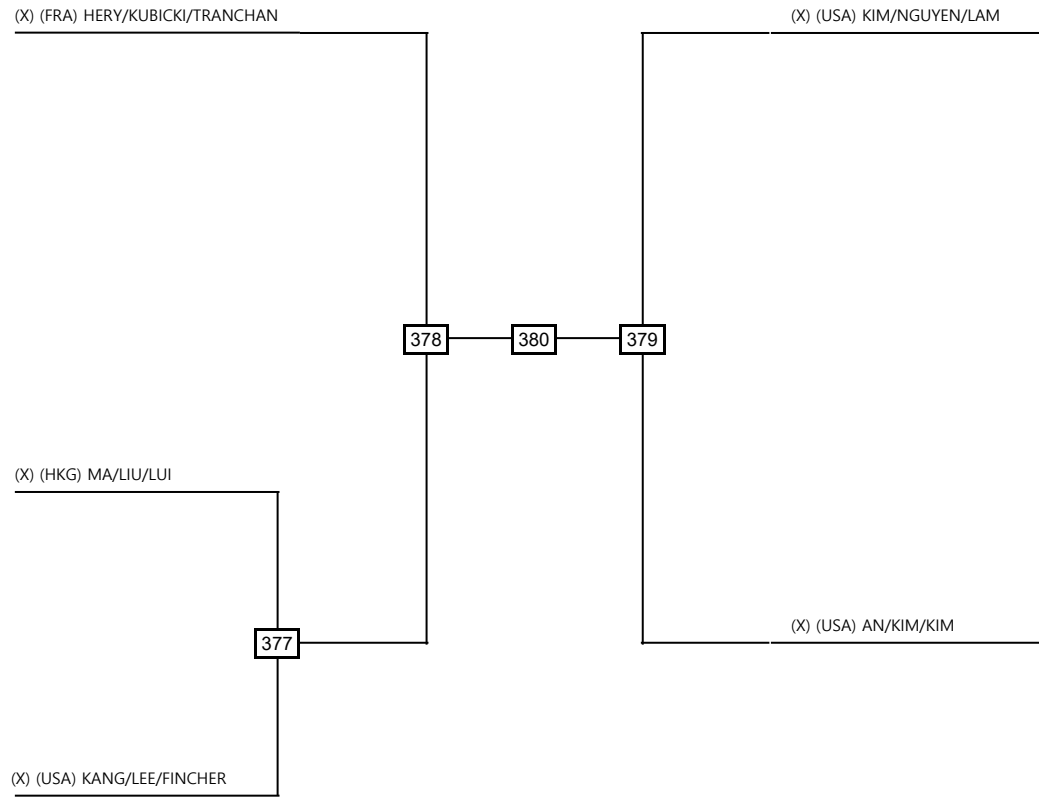 (X) (FRA) HERY/KUBICKI/TRANCHAN
(X) (USA) KIM/NGUYEN/LAM
378
380
379
(X) (HKG) MA/LIU/LUI
(X) (USA) AN/KIM/KIM
377
(X) (USA) KANG/LEE/FINCHER